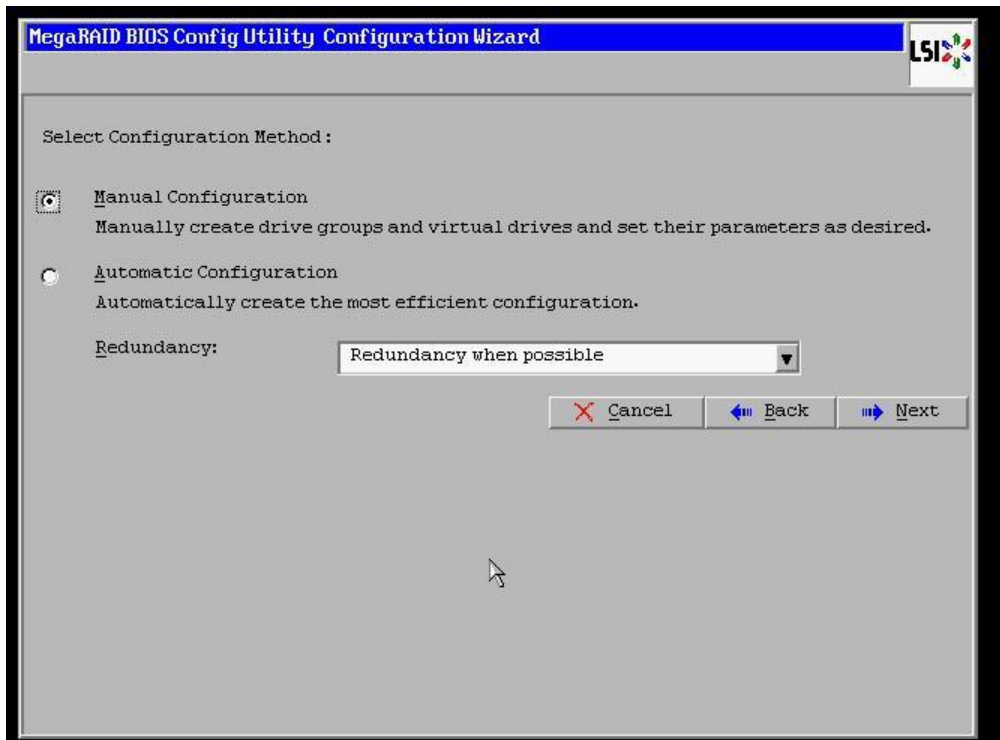 MegaRAID BIOS Config Utility Configuration Wizard
LSI
Select Configuration Method:
Manual Configuration
Manually create drive groups and virtual drives and set their parameters as desired.
Automatic Configuration
Automatically create the most efficient configuration.
Redundancy: Redundancy when possible
Cancel Back Next